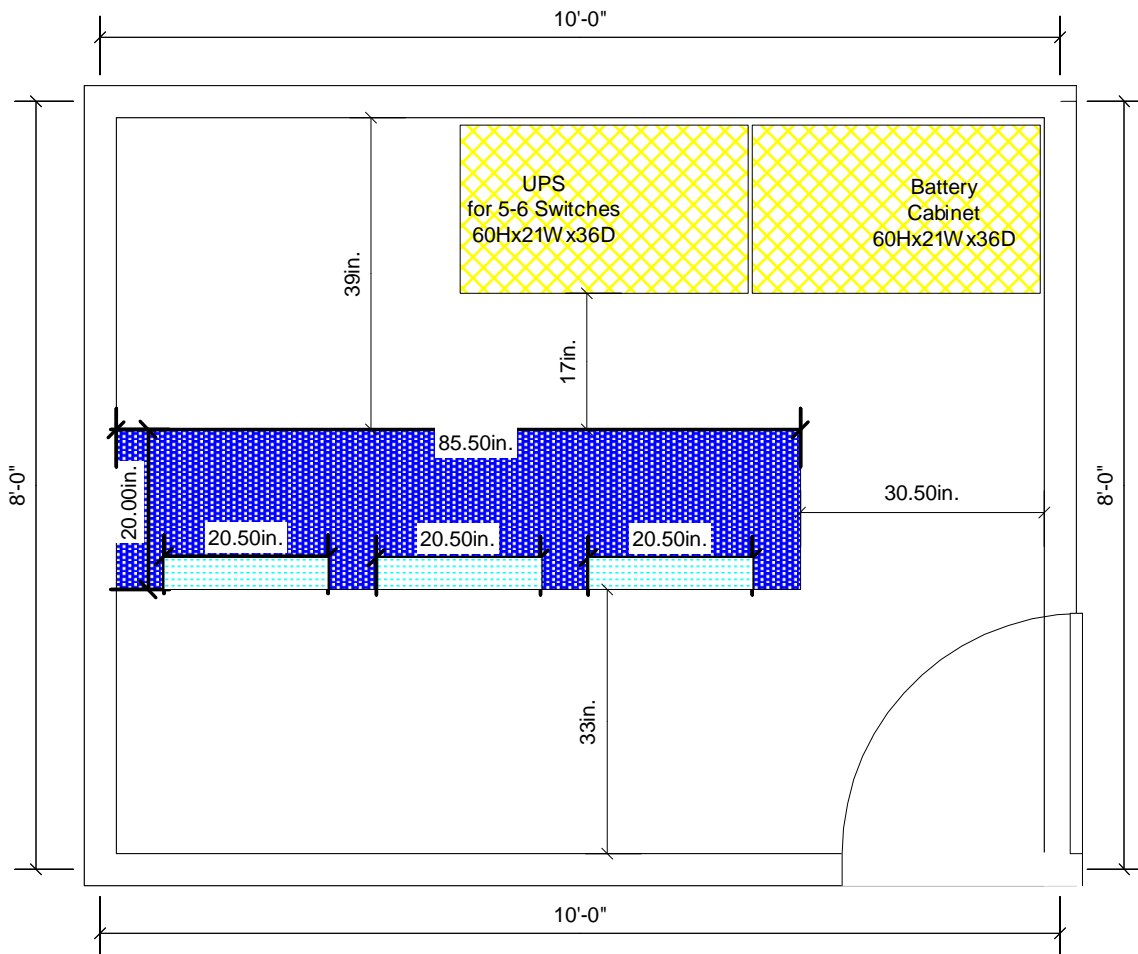 10'-0"
UPS
for 5-6 Switches
60Hx21Wx36D
Battery
Cabinet
60Hx21Wx36D
39in.
17in.
85.50in.
8'-0"
20.00in.
30.50in.
8'-0"
20.50in.
20.50in.
20.50in.
33in.
10'-0"